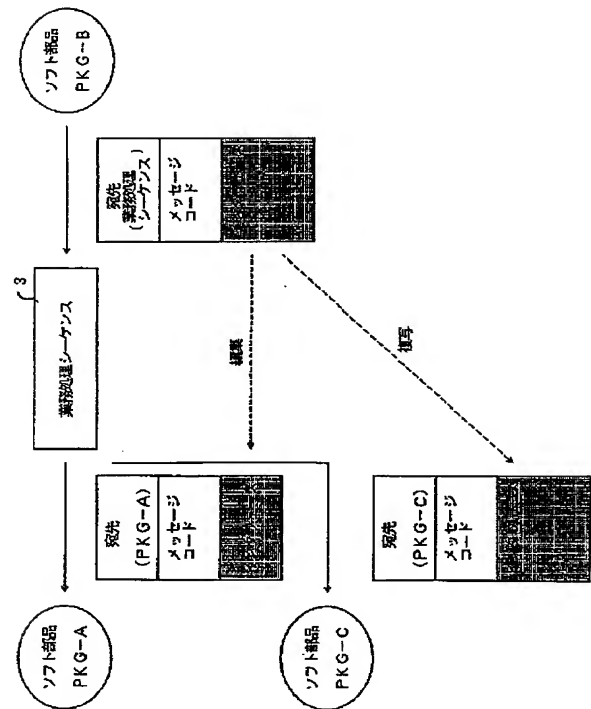 ソフト部品
PKG-B
宛先
(業務処理
シーケンス)
メッセージ
コード
3
業務処理シーケンス
編集
複写
宛先
(PKG-A)
メッセージ
コード
宛先
(PKG-C)
メッセージ
コード
ソフト部品
PKG-A
ソフト部品
PKG-C